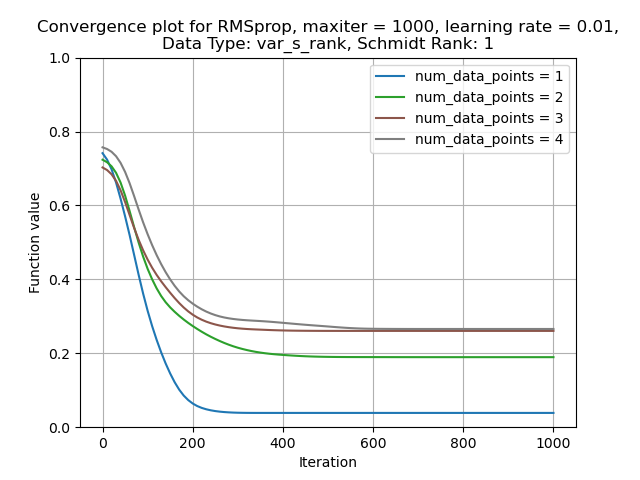 Convergence plot for RMSprop, maxiter = 1000, learning rate = 0.01,
Data Type: var_s_rank, Schmidt Rank: 1
num_data_points = 1
num_data_points = 2
num_data_points = 3
num_data_points = 4
Function value
1.0
0.8
0.6
0.4
0.2
0.0
0 200 400 600 800 1000
Iteration